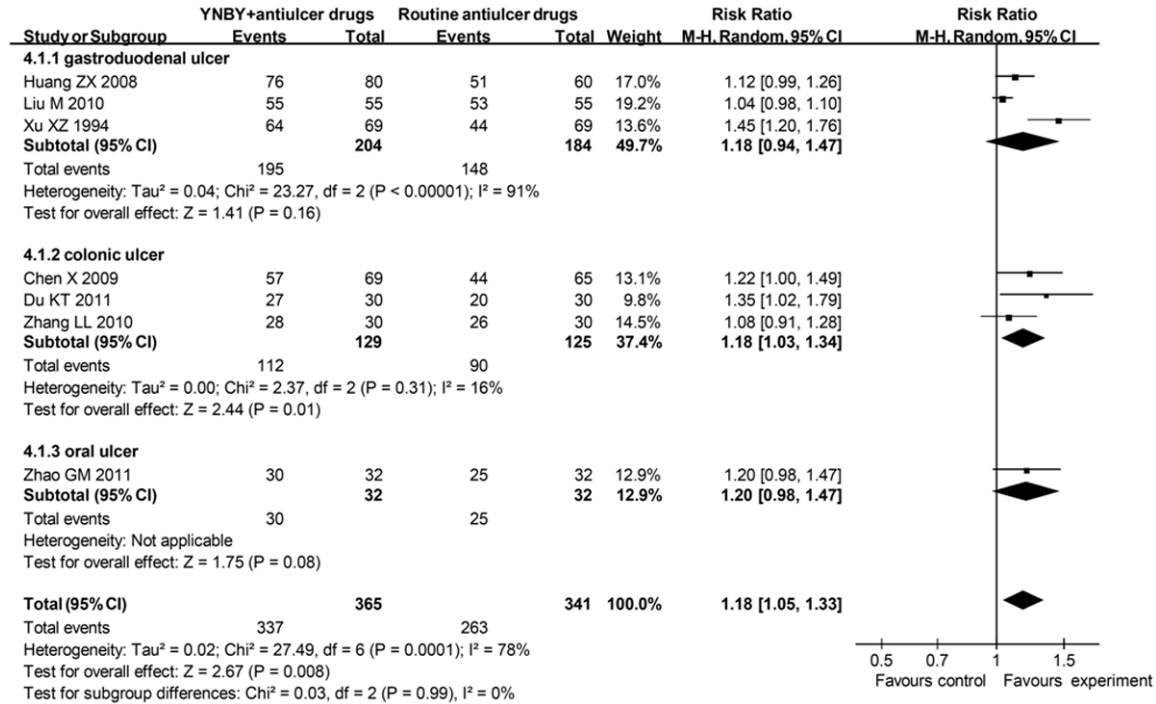 YNBY+antiulcer drugs Routine antiulcer drugs Risk Ratio Risk Ratio
Study or Subgroup Events Total Events Total Weight M-H, Random, 95% CI M-H, Random, 95% CI
4.1.1 gastroduodenal ulcer
Huang ZX 2008 76 80 51 60 17.0% 1.12 [0.99, 1.26]
Liu M 2010 55 55 53 55 19.2% 1.04 [0.98, 1.10]
Xu XZ 1994 64 69 44 69 13.6% 1.45 [1.20, 1.76]
Subtotal (95% CI) 204 184 49.7% 1.18 [0.94, 1.47]
Total events 195 148
Heterogeneity: Tau² = 0.04; Chi² = 23.27, df = 2 (P < 0.00001); I² = 91%
Test for overall effect: Z = 1.41 (P = 0.16)
4.1.2 colonic ulcer
Chen X 2009 57 69 44 65 13.1% 1.22 [1.00, 1.49]
Du KT 2011 27 30 20 30 9.8% 1.35 [1.02, 1.79]
Zhang LL 2010 28 30 26 30 14.5% 1.08 [0.91, 1.28]
Subtotal (95% CI) 129 125 37.4% 1.18 [1.03, 1.34]
Total events 112 90
Heterogeneity: Tau² = 0.00; Chi² = 2.37, df = 2 (P = 0.31); I² = 16%
Test for overall effect: Z = 2.44 (P = 0.01)
4.1.3 oral ulcer
Zhao GM 2011 30 32 25 32 12.9% 1.20 [0.98, 1.47]
Subtotal (95% CI) 32 32 12.9% 1.20 [0.98, 1.47]
Total events 30 25
Heterogeneity: Not applicable
Test for overall effect: Z = 1.75 (P = 0.08)
Total (95% CI) 365 341 100.0% 1.18 [1.05, 1.33]
Total events 337 263
Heterogeneity: Tau² = 0.02; Chi² = 27.49, df = 6 (P = 0.0001); I² = 78%
Test for overall effect: Z = 2.67 (P = 0.008)
Test for subgroup differences: Chi² = 0.03, df = 2 (P = 0.99), I² = 0%
0.5 0.7 1 1.5
Favours control Favours experiment